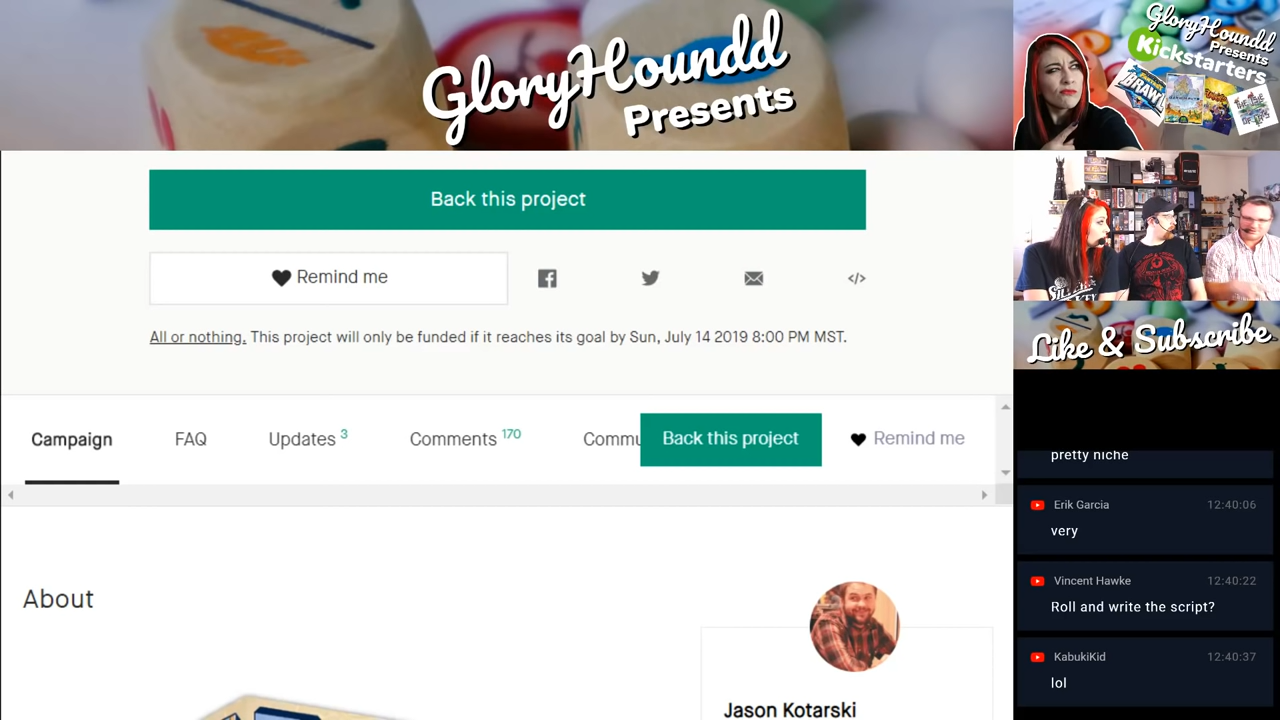 GloryHoundd
Presents
GloryHoundd
Presents
Kickstarters
BRAWL
Back this project
Remind me
</>
All or nothing. This project will only be funded if it reaches its goal by Sun, July 14 2019 8:00 PM MST.
Like & Subscribe
Campaign FAQ Updates 3 Comments 170 Commu Back this project Remind me
About
Jason Kotarski
pretty niche
Erik Garcia 12:40:06
very
Vincent Hawke 12:40:22
Roll and write the script?
KabukiKid 12:40:37
lol